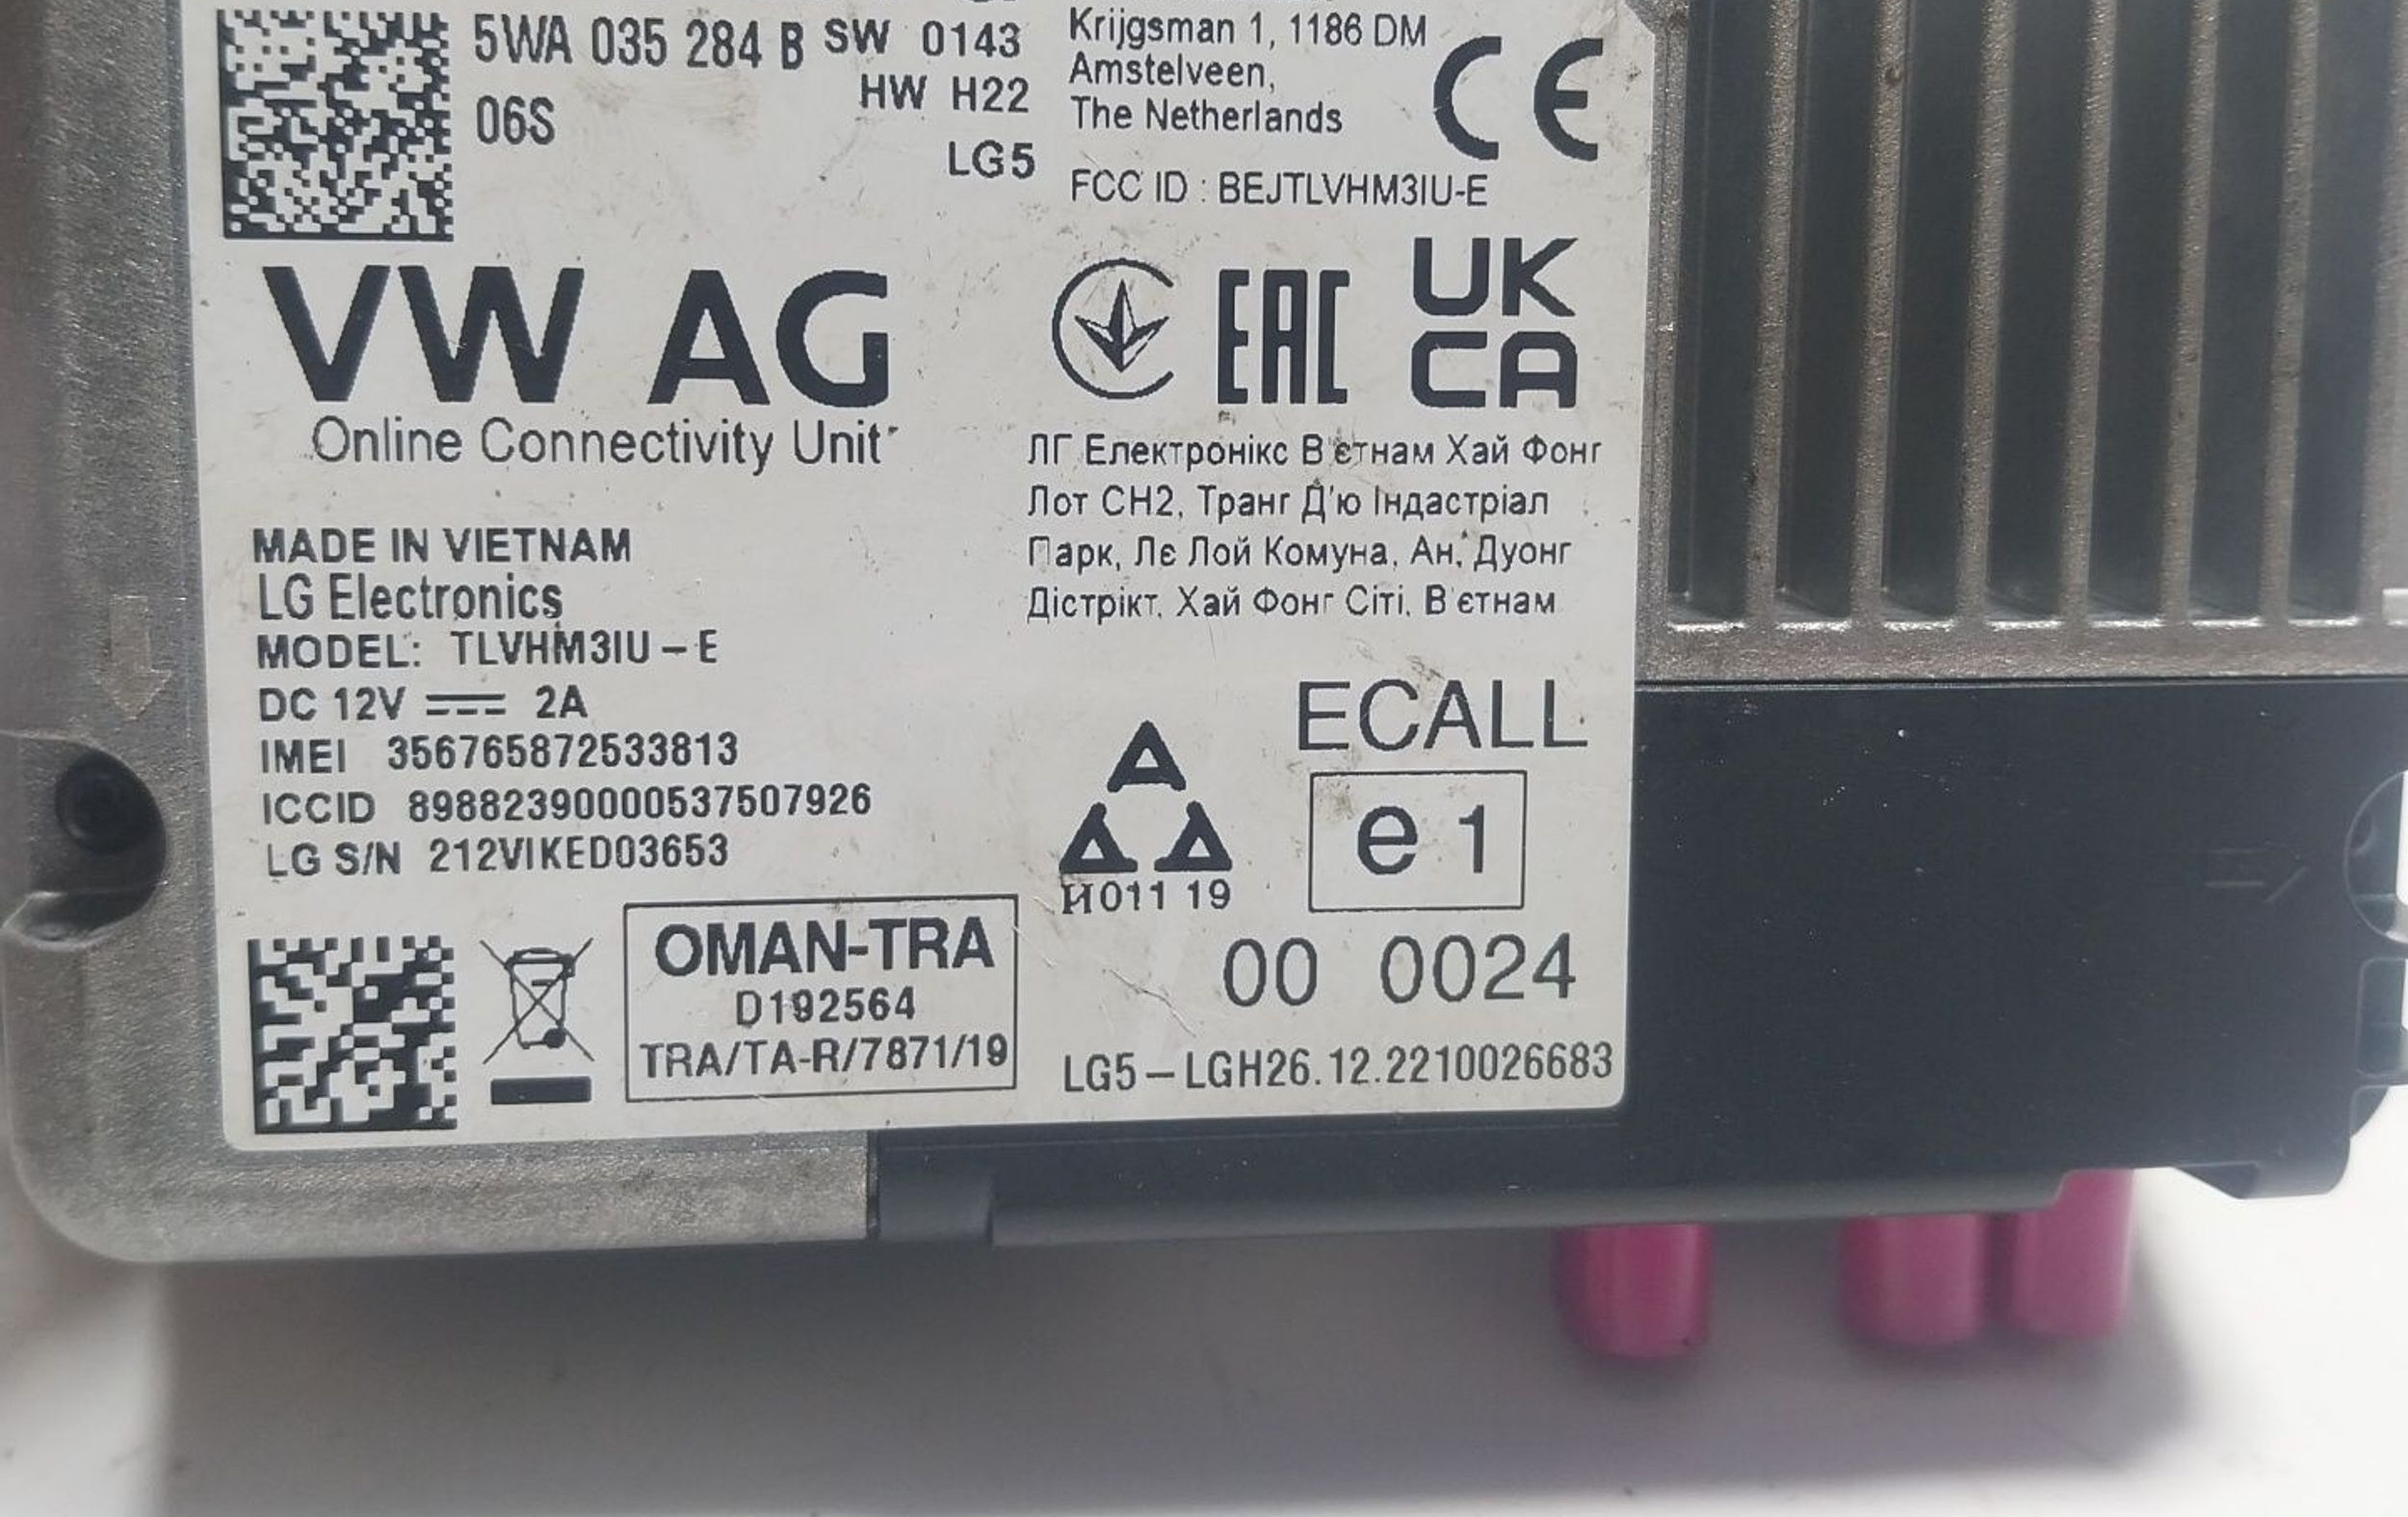 5WA 035 284 B SW 0143
HW H22
06S
LG5
Krijgsman 1, 1186 DM
Amstelveen,
The Netherlands
CE
FCC ID : BEJTLVHM3IU-E
VW AG
Online Connectivity Unit
EAC
UK
CA
ЛГ Електронікс В'єтнам Хай Фонг
Лот СН2, Транг Д'ю Індастріал
Парк, Лє Лой Комуна, Ан, Дуонг
Дістрікт, Хай Фонг Сіті, В'єтнам
MADE IN VIETNAM
LG Electronics
MODEL: TLVHM3IU-E
DC 12V 2A
IMEI 356765872533813
ICCID 89882390000537507926
LG S/N 212VIKED03653
ECALL
e1
И011 19
00 0024
OMAN-TRA
D192564
TRA/TA-R/7871/19
LG5-LGH26.12.2210026683